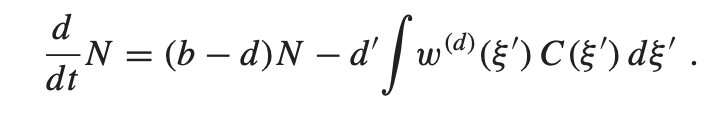 d/dt N = (b − d)N − d′ ∫ w^(d)(ξ′) C(ξ′) dξ′ .